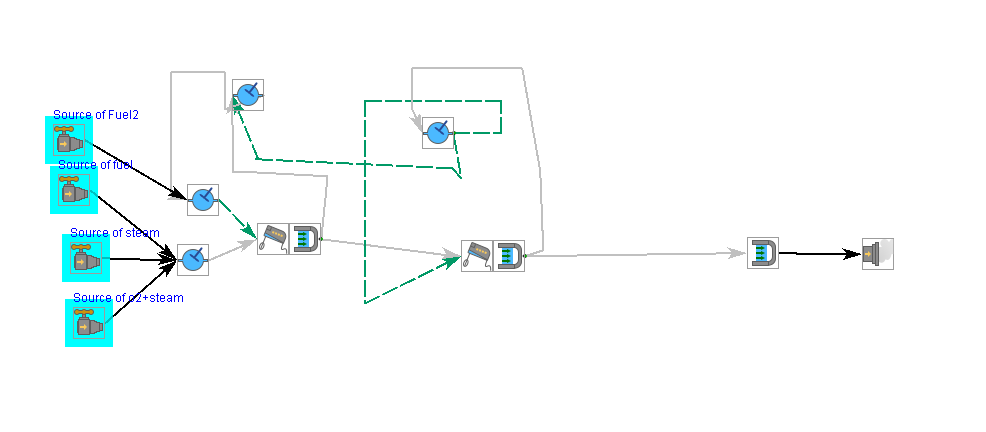 Source of Fuel2
Source of fuel
Source of steam
Source of o2+steam